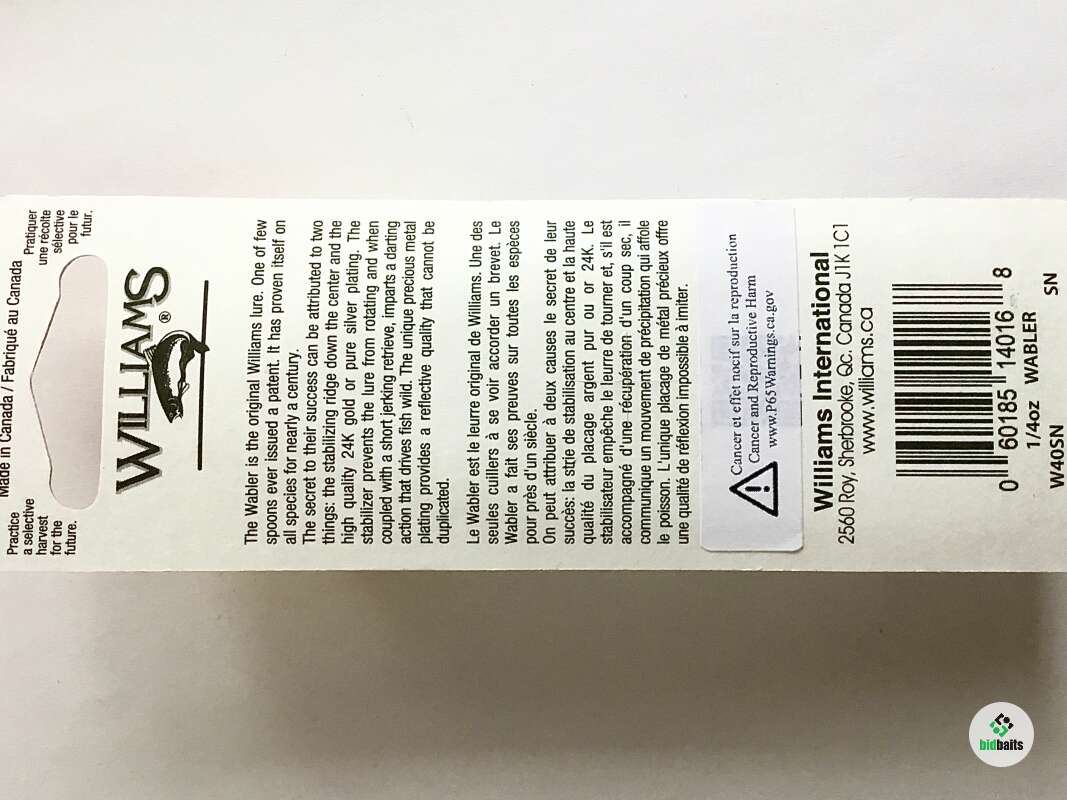 Made in Canada / Fabriqué au Canada
Practice
a selective
harvest
for the
future.
Pratiquer
une récolte
sélective
pour le
futur.
WILLIAMS®
The Wabler is the original Williams lure. One of few
spoons ever issued a patent. It has proven itself on
all species for nearly a century.
The secret to their success can be attributed to two
things: the stabilizing ridge down the center and the
high quality 24K gold or pure silver plating. The
stabilizer prevents the lure from rotating and when
coupled with a short jerking retrieve, imparts a darting
action that drives fish wild. The unique precious metal
plating provides a reflective quality that cannot be
duplicated.
Le Wabler est le leurre original de Williams. Une des
seules cuillers à se voir accorder un brevet. Le
Wabler a fait ses preuves sur toutes les espèces
pour près d'un siècle.
On peut attribuer à deux causes le secret de leur
succès: la strie de stabilisation au centre et la haute
qualité du placage argent pur ou or 24K. Le
stabilisateur empêche le leurre de tourner et, s'il est
accompagné d'une récupération d'un coup sec, il
communique un mouvement de précipitation qui affole
le poisson. L'unique placage de métal précieux offre
une qualité de réflexion impossible à imiter.
Cancer et effet nocif sur la reproduction
Cancer and Reproductive Harm
www.P65Warnings.ca.gov
Williams International
2560 Roy, Sherbrooke, Qc. Canada J1K 1C1
www.williams.ca
0 60185 14016 8
1/4oz WABLER
W40SN SN
bidbaits